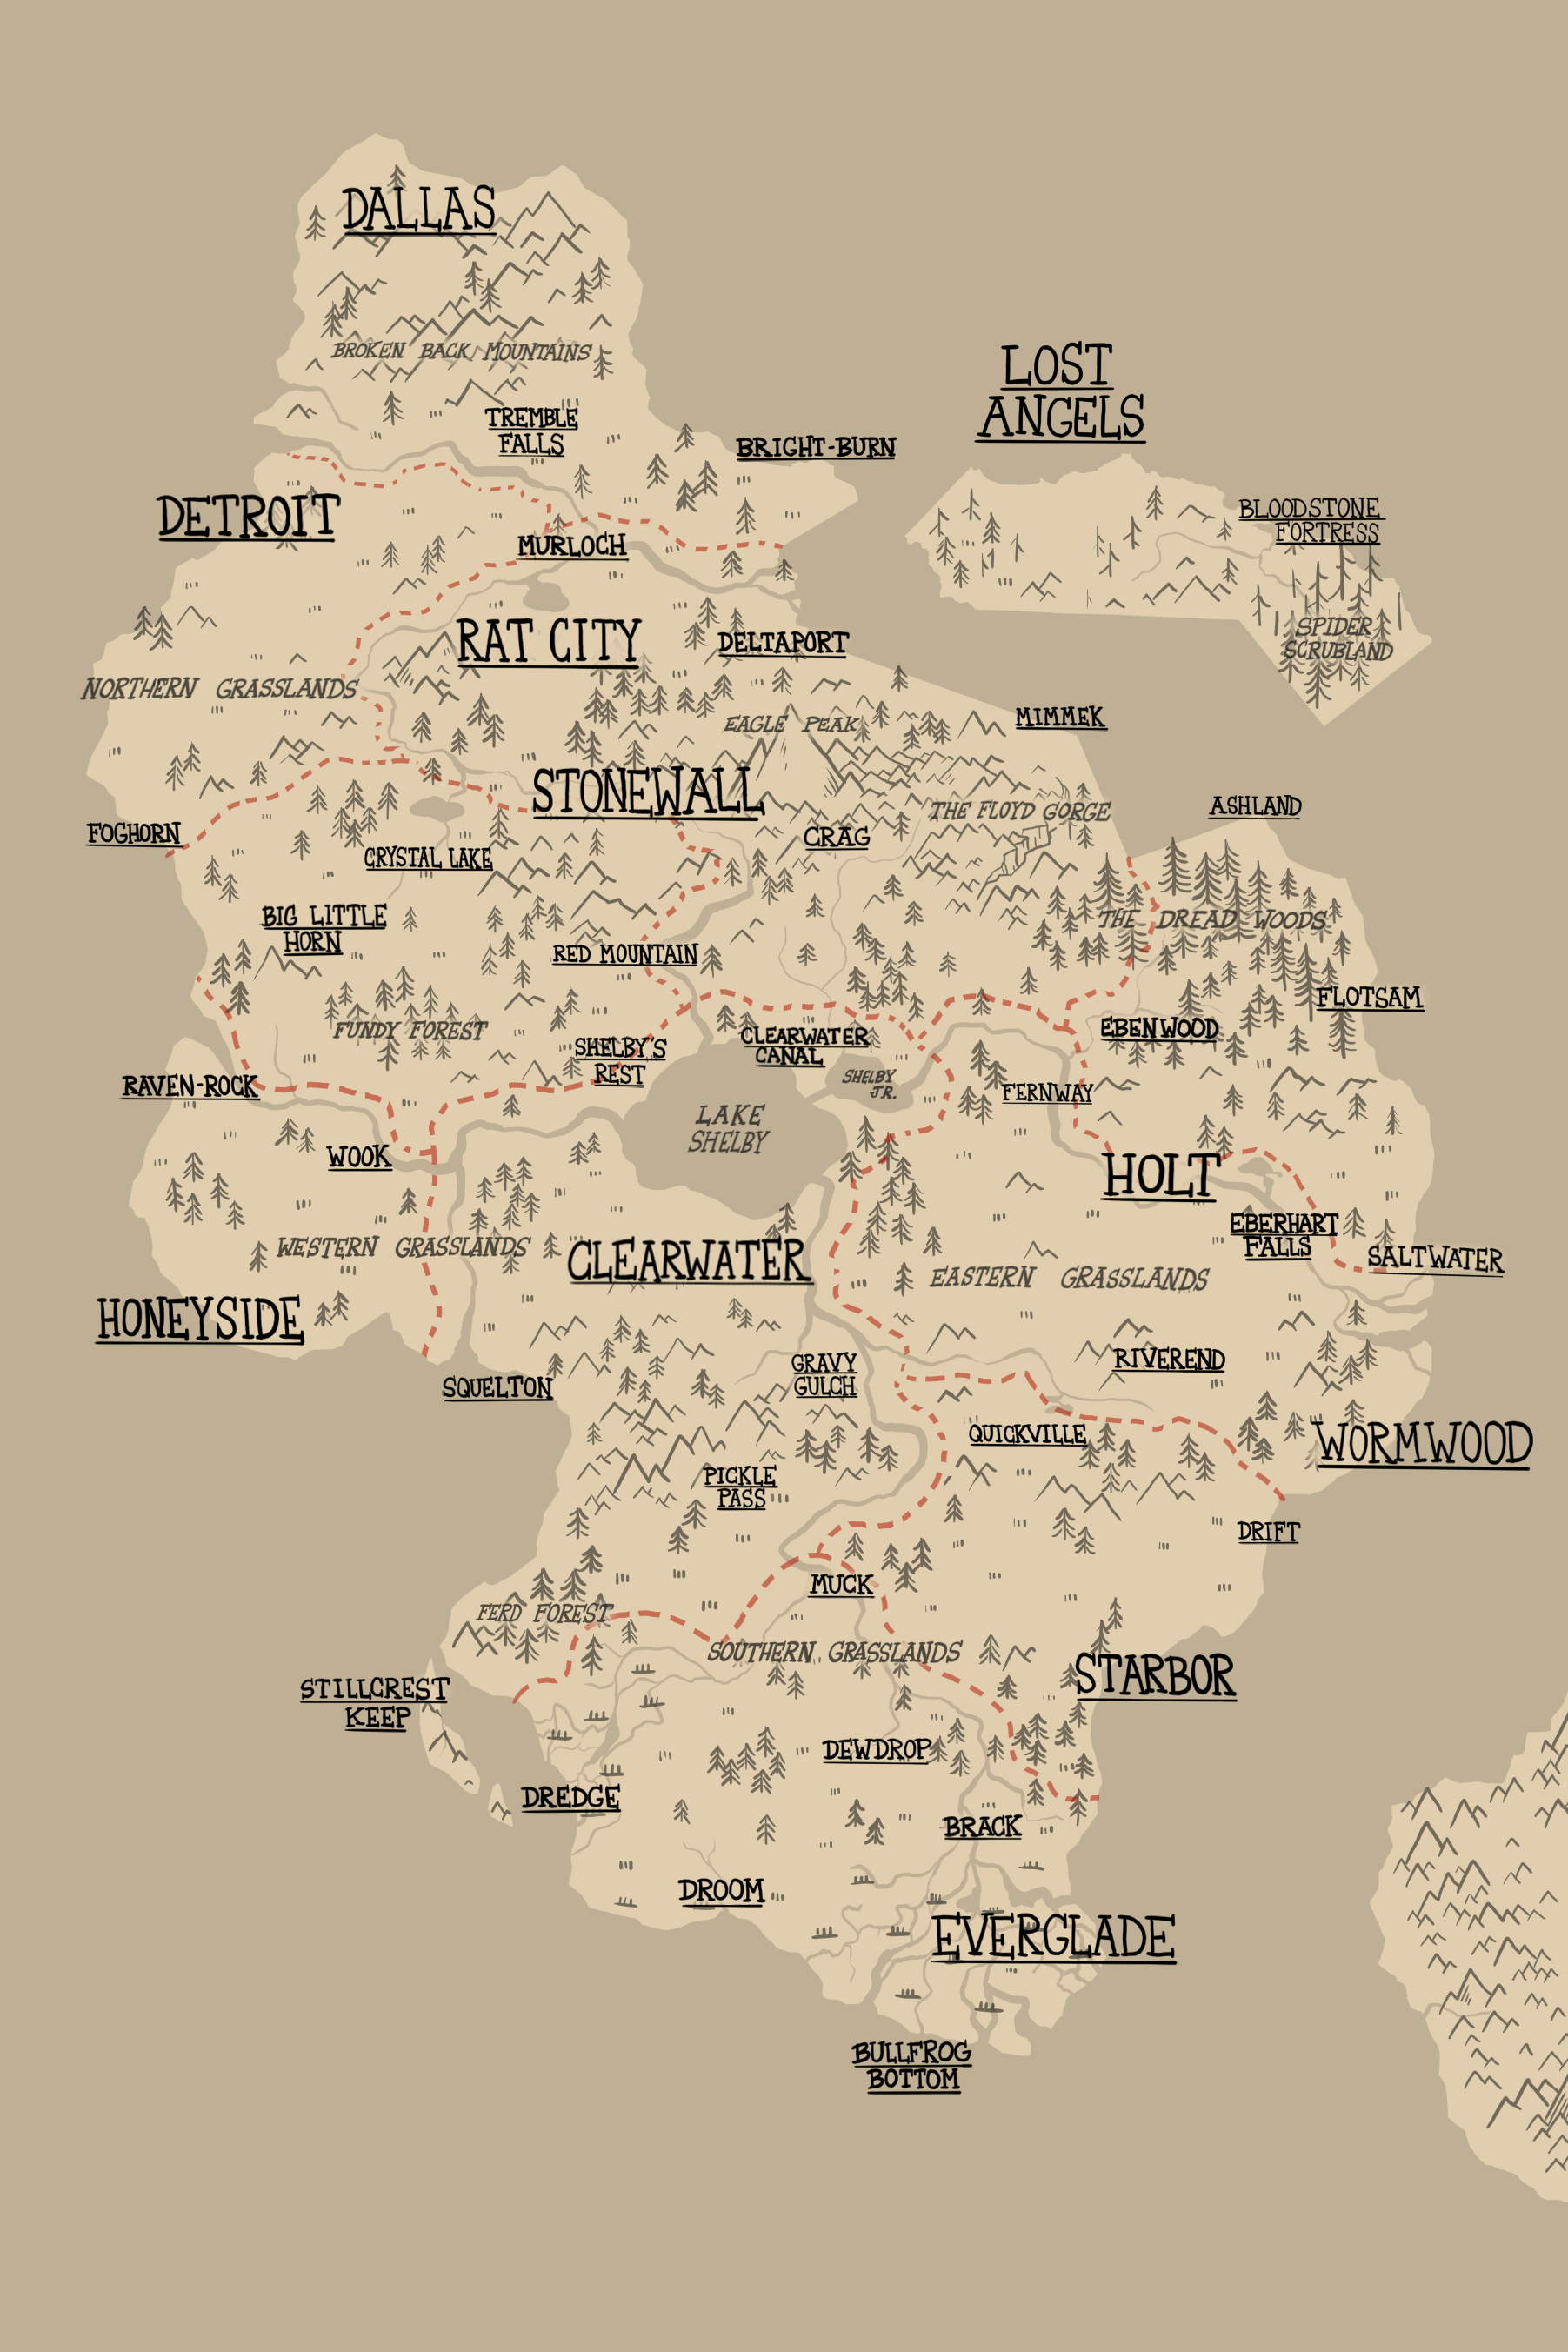 DALLAS
BROKEN BACK MOUNTAINS
LOST
ANGELS
TREMBLE
FALLS
BRIGHT-BURN
DETROIT
BLOODSTONE
FORTRESS
MURLOCH
RAT CITY
DELTAPORT
SPIDER
SCRUBLAND
NORTHERN GRASSLANDS
EAGLE PEAK
MIMMEK
STONEWALL
THE FLOYD GORGE
ASHLAND
FOGHORN
CRAG
CRYSTAL LAKE
BIG LITTLE
HORN
THE DREAD WOODS
RED MOUNTAIN
FLOTSAM
FUNDY FOREST
CLEARWATER
CANAL
EBENWOOD
SHELBY'S
REST
SHELBY
JR.
RAVEN-ROCK
FERNWAY
LAKE
SHELBY
WOOK
HOLT
EBERHART
FALLS
WESTERN GRASSLANDS
CLEARWATER
SALTWATER
EASTERN GRASSLANDS
HONEYSIDE
GRAVY
GULCH
RIVEREND
SQUELTON
QUICKVILLE
WORMWOOD
PICKLE
PASS
DRIFT
MUCK
FERD FOREST
SOUTHERN GRASSLANDS
STILLCREST
KEEP
STARBOR
DEWDROP
DREDGE
BRACK
DROOM
EVERGLADE
BULLFROG
BOTTOM